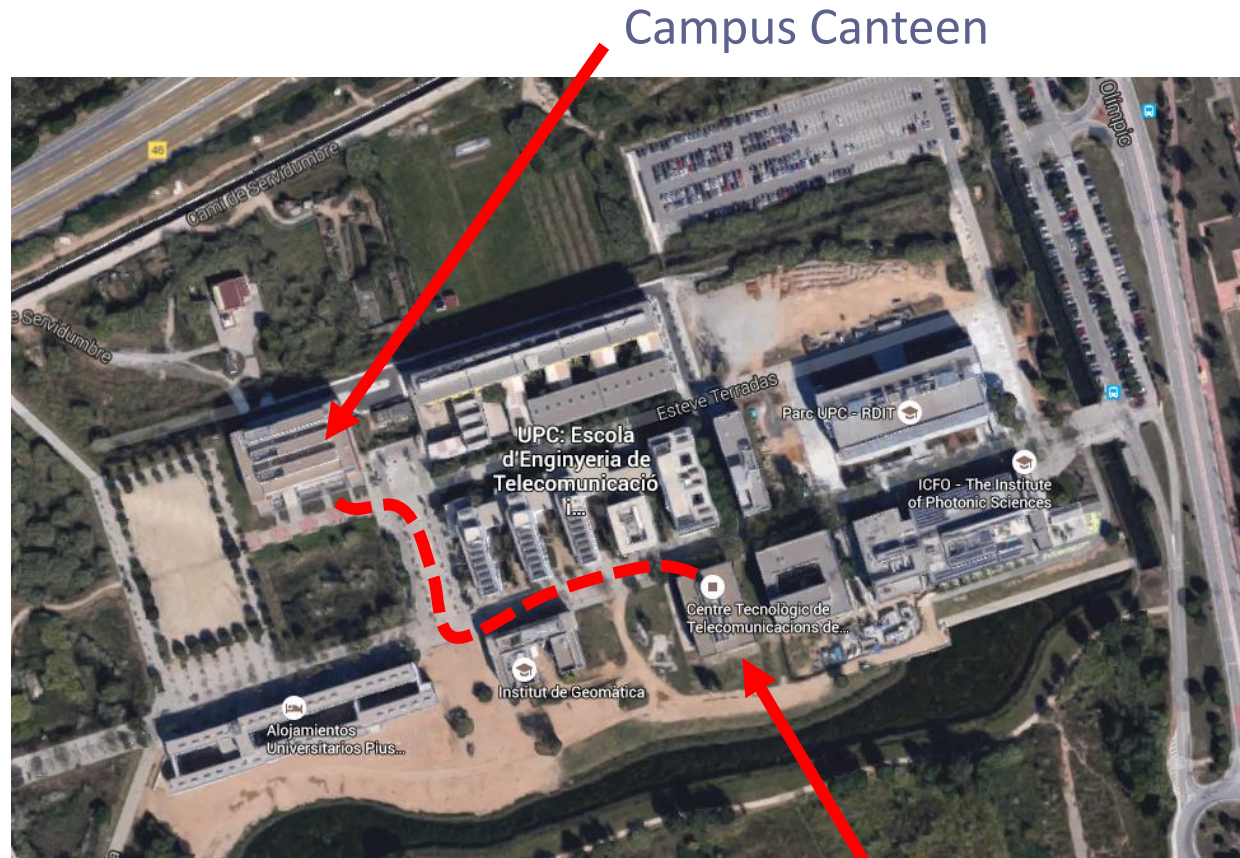 Campus Canteen
Olímpic
46
Camí de Servidumbre
e Servidumbre
Esteve Terradas
Parc UPC - RDIT
UPC: Escola
d'Enginyeria de
Telecomunicació
i...
ICFO - The Institute
of Photonic Sciences
Centre Tecnològic de
Telecomunicacions de...
Institut de Geomàtica
Alojamientos
Universitarios Pius...